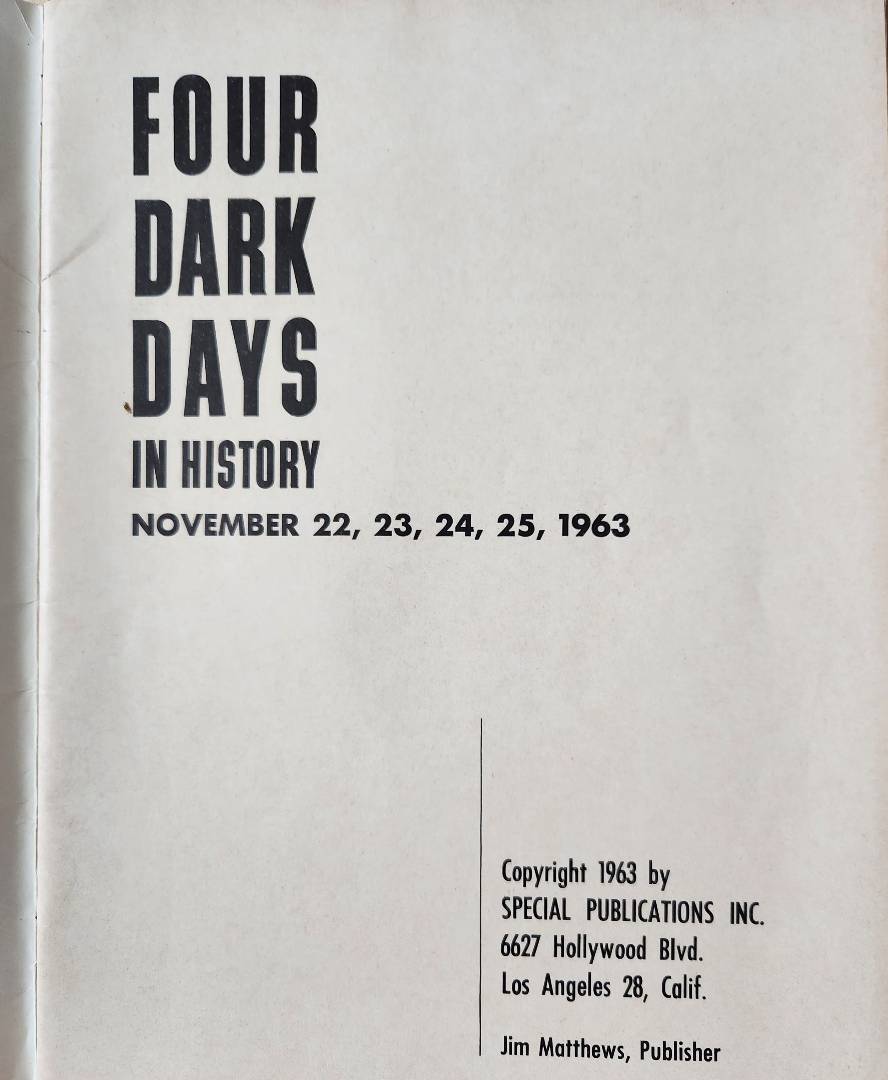 FOUR
DARK
DAYS
IN HISTORY
NOVEMBER 22, 23, 24, 25, 1963
Copyright 1963 by
SPECIAL PUBLICATIONS INC.
6627 Hollywood Blvd.
Los Angeles 28, Calif.
Jim Matthews, Publisher